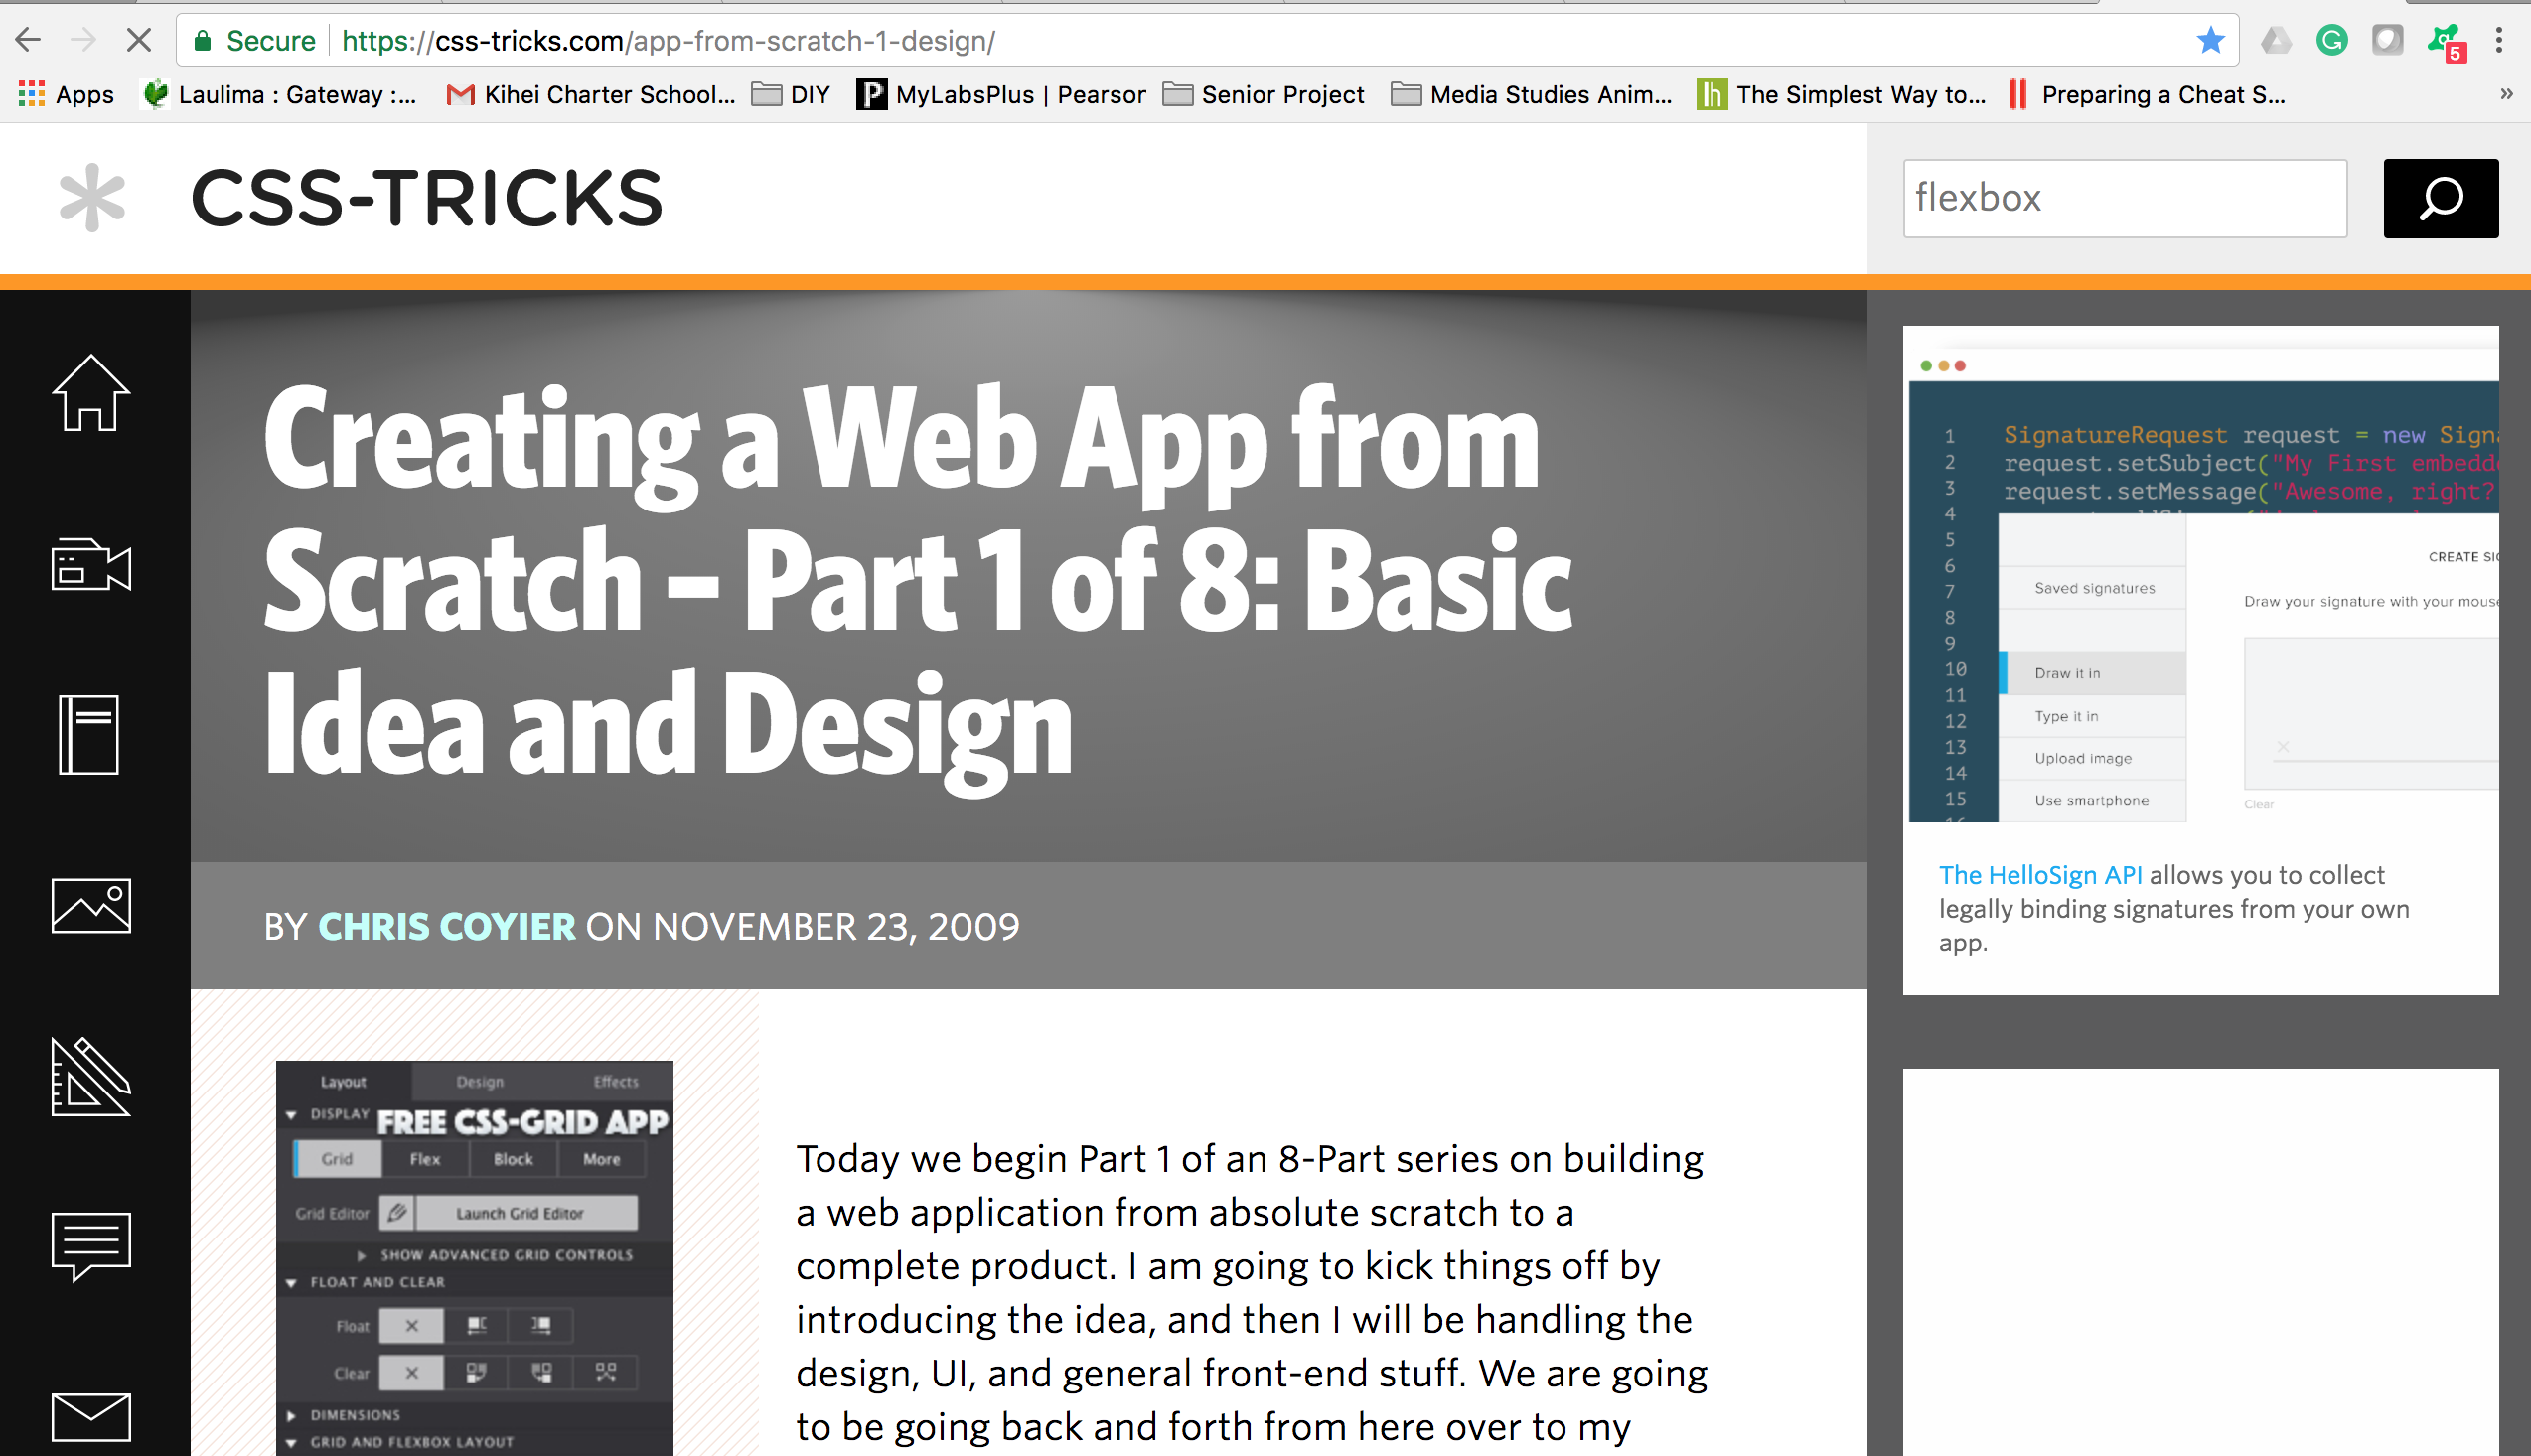 Secure https://css-tricks.com/app-from-scratch-1-design/
5
Apps Laulima : Gateway :... Kihei Charter School... DIY MyLabsPlus | Pearsor Senior Project Media Studies Anim... The Simplest Way to... Preparing a Cheat S... »
CSS-TRICKS
flexbox
Creating a Web App from
Scratch – Part 1 of 8: Basic
Idea and Design
BY CHRIS COYIER ON NOVEMBER 23, 2009
Layout Design Effects
DISPLAY FREE CSS-GRID APP
Grid Flex Block More
Grid Editor Launch Grid Editor
SHOW ADVANCED GRID CONTROLS
FLOAT AND CLEAR
Float
Clear
DIMENSIONS
GRID AND FLEXBOX LAYOUT
Today we begin Part 1 of an 8-Part series on building
a web application from absolute scratch to a
complete product. I am going to kick things off by
introducing the idea, and then I will be handling the
design, UI, and general front-end stuff. We are going
to be going back and forth from here over to my
1 SignatureRequest request = new Signa
2 request.setSubject("My First embedde
3 request.setMessage("Awesome, right?
4
5
6
7
8
9
10
11
12
13
14
15
CREATE SIG
Saved signatures
Draw your signature with your mouse
Draw it in
Type it in
Upload image
Use smartphone
Clear
The HelloSign API allows you to collect
legally binding signatures from your own
app.